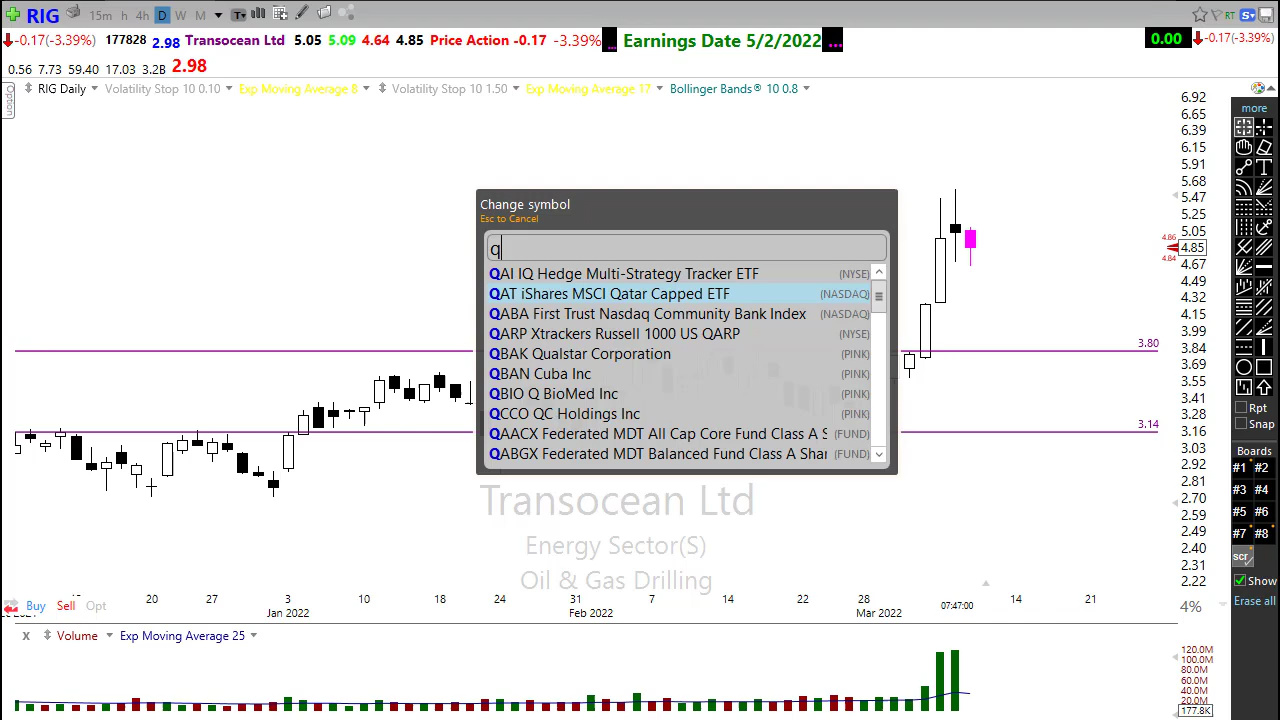 RIG 15m h 4h D W M T RT S
-0.17(-3.39%) 177828 2.98 Transocean Ltd 5.05 5.09 4.64 4.85 Price Action -0.17 -3.39% ... Earnings Date 5/2/2022 ... 0.00 -0.17(-3.39%)
0.56 7.73 59.40 17.03 3.2B 2.98
Option RIG Daily Volatility Stop 10 0.10 Exp Moving Average 8 Volatility Stop 10 1.50 Exp Moving Average 17 Bollinger Bands® 10 0.8
6.92
more
6.65
6.39
6.15
5.91
5.68
5.47
5.25
5.05
4.86
4.85
4.84
4.67
4.49
4.32
4.15
3.99
3.80
3.84
3.69
3.55
3.41
3.28
3.14
3.16
3.03
2.92
2.81
2.70
2.59
2.49
2.40
2.31
2.22
Change symbol
Esc to Cancel
q
QAI IQ Hedge Multi-Strategy Tracker ETF (NYSE)
QAT iShares MSCI Qatar Capped ETF (NASDAQ)
QABA First Trust Nasdaq Community Bank Index (NASDAQ)
QARP Xtrackers Russell 1000 US QARP (NYSE)
QBAK Qualstar Corporation (PINK)
QBAN Cuba Inc (PINK)
QBIO Q BioMed Inc (PINK)
QCCO QC Holdings Inc (PINK)
QAACX Federated MDT All Cap Core Fund Class A S (FUND)
QABGX Federated MDT Balanced Fund Class A Shar (FUND)
Transocean Ltd
Energy Sector(S)
Oil & Gas Drilling
Rpt
Snap
Boards
#1 #2
#3 #4
#5 #6
#7 #8
scr
Show
Erase all
Buy Sell Opt
20 27 3 10 18 24 31 7 14 22 28 07:47:00 14 21
Jan 2022 Feb 2022 Mar 2022
4%
x Volume Exp Moving Average 25
120.0M
100.0M
80.0M
60.0M
40.0M
20.0M
177.8K